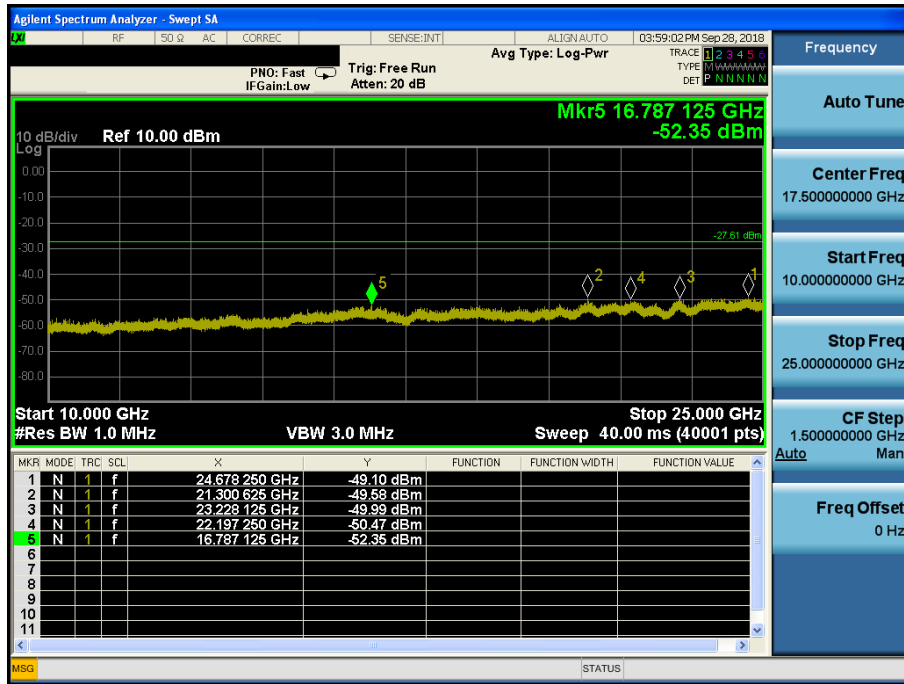 Agilent Spectrum Analyzer - Swept SA
LXI RF 50 Ω AC CORREC SENSE:INT ALIGN AUTO 03:59:02 PM Sep 28, 2018
Frequency
PNO: Fast Trig: Free Run Avg Type: Log-Pwr TRACE 1 2 3 4 5 6
IFGain:Low Atten: 20 dB TYPE MWWWWW
DET P N N N N N
Auto Tune
Mkr5 16.787 125 GHz
-52.35 dBm
10 dB/div Ref 10.00 dBm
Log
0.00
-10.0
-20.0
-30.0
-40.0
-50.0
-60.0
-70.0
-80.0
-27.61 dBm
5
2
4
3
1
Start 10.000 GHz Stop 25.000 GHz
#Res BW 1.0 MHz VBW 3.0 MHz Sweep 40.00 ms (40001 pts)
Center Freq
17.500000000 GHz
Start Freq
10.000000000 GHz
Stop Freq
25.000000000 GHz
CF Step
1.500000000 GHz
Auto Man
Freq Offset
0 Hz
MKR MODE TRC SCL X Y FUNCTION FUNCTION WIDTH FUNCTION VALUE
1 N 1 f 24.678 250 GHz -49.10 dBm
2 N 1 f 21.300 625 GHz -49.58 dBm
3 N 1 f 23.228 125 GHz -49.99 dBm
4 N 1 f 22.197 250 GHz -50.47 dBm
5 N 1 f 16.787 125 GHz -52.35 dBm
6
7
8
9
10
11
MSG STATUS